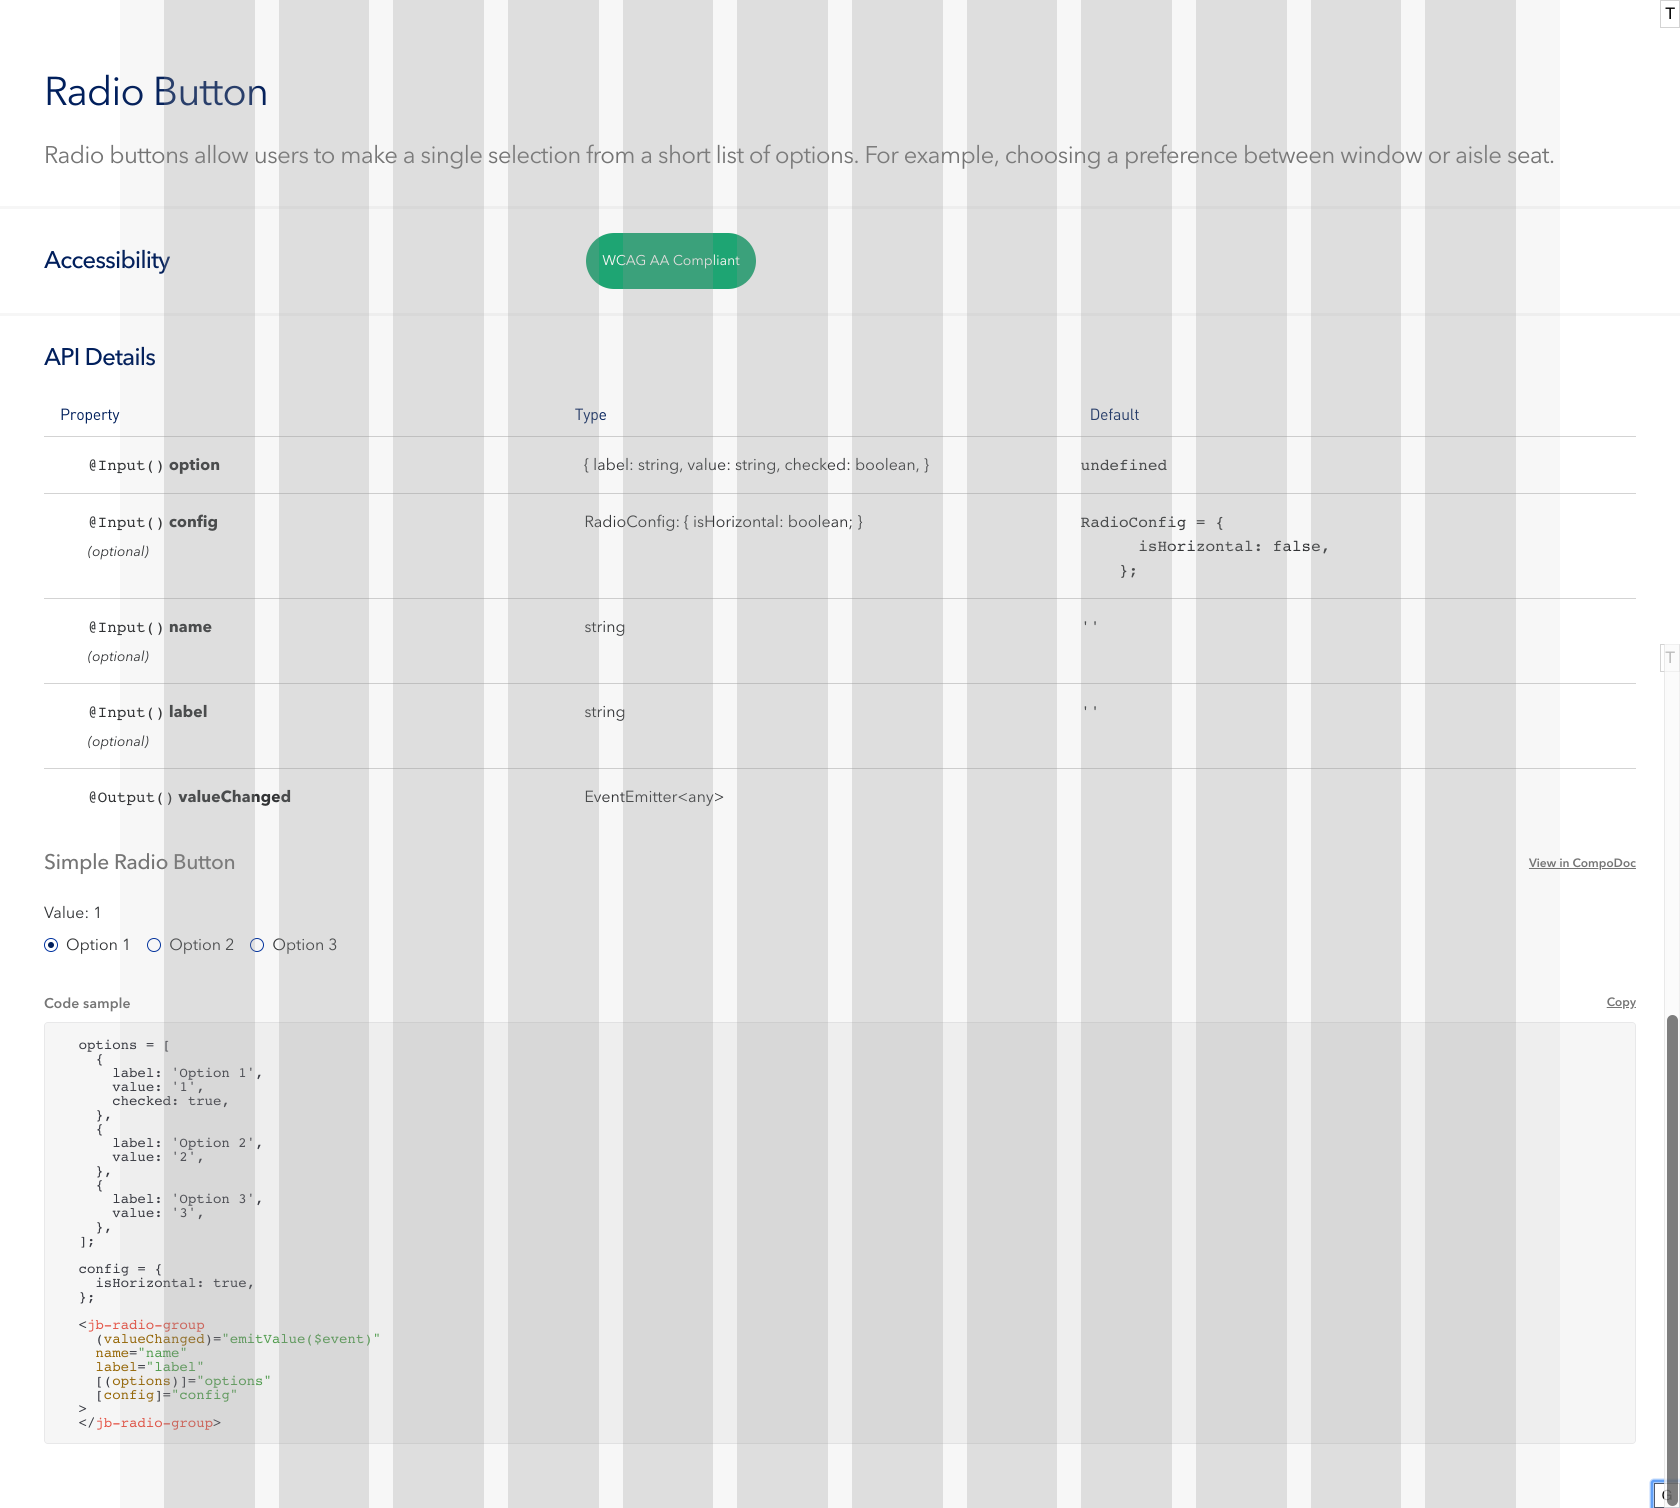 T
Radio Button
Radio buttons allow users to make a single selection from a short list of options. For example, choosing a preference between window or aisle seat.
Accessibility
WCAG AA Compliant
API Details
Property Type Default
@Input() option { label: string, value: string, checked: boolean, } undefined
@Input() config RadioConfig: { isHorizontal: boolean; } RadioConfig = {
(optional) isHorizontal: false,
};
@Input() name string ''
(optional)
T
@Input() label string ''
(optional)
@Output() valueChanged EventEmitter<any>
Simple Radio Button View in CompoDoc
Value: 1
Option 1 Option 2 Option 3
Code sample Copy
options = [
{
label: 'Option 1',
value: '1',
checked: true,
},
{
label: 'Option 2',
value: '2',
},
{
label: 'Option 3',
value: '3',
},
];
config = {
isHorizontal: true,
};
<jb-radio-group
(valueChanged)="emitValue($event)"
name="name"
label="label"
[(options)]="options"
[config]="config"
>
</jb-radio-group>